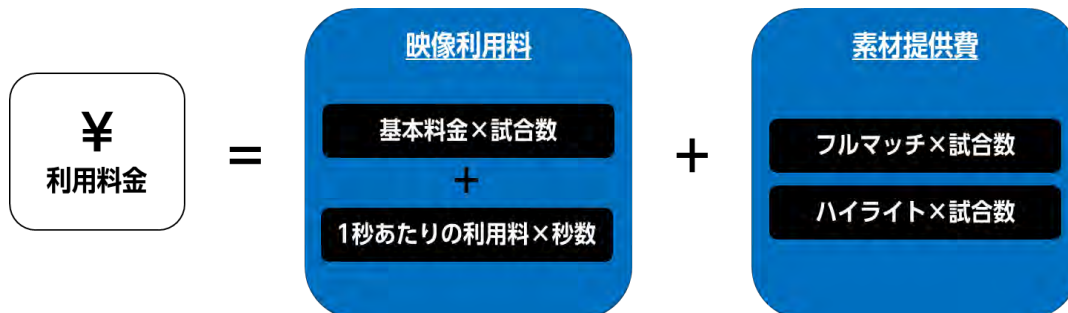 ¥
利用料金
=
映像利用料
基本料金×試合数
+
1秒あたりの利用料×秒数
+
素材提供費
フルマッチ×試合数
ハイライト×試合数